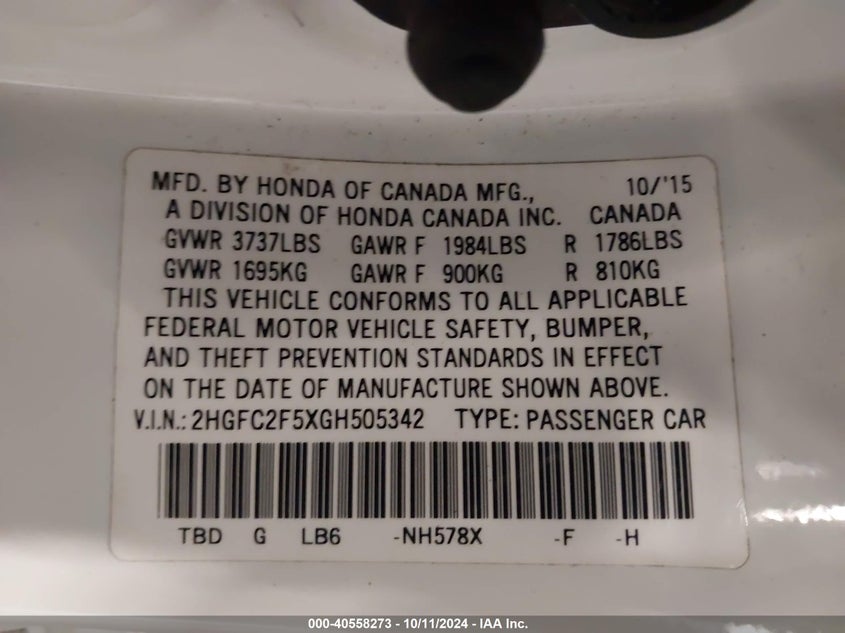 MFD. BY HONDA OF CANADA MFG., 10/'15
A DIVISION OF HONDA CANADA INC. CANADA
GVWR 3737LBS GAWR F 1984LBS R 1786LBS
GVWR 1695KG GAWR F 900KG R 810KG
THIS VEHICLE CONFORMS TO ALL APPLICABLE
FEDERAL MOTOR VEHICLE SAFETY, BUMPER,
AND THEFT PREVENTION STANDARDS IN EFFECT
ON THE DATE OF MANUFACTURE SHOWN ABOVE.
V.I.N.: 2HGFC2F5XGH505342 TYPE: PASSENGER CAR
TBD G LB6 -NH578X -F -H
000-40558273 - 10/11/2024 - IAA Inc.